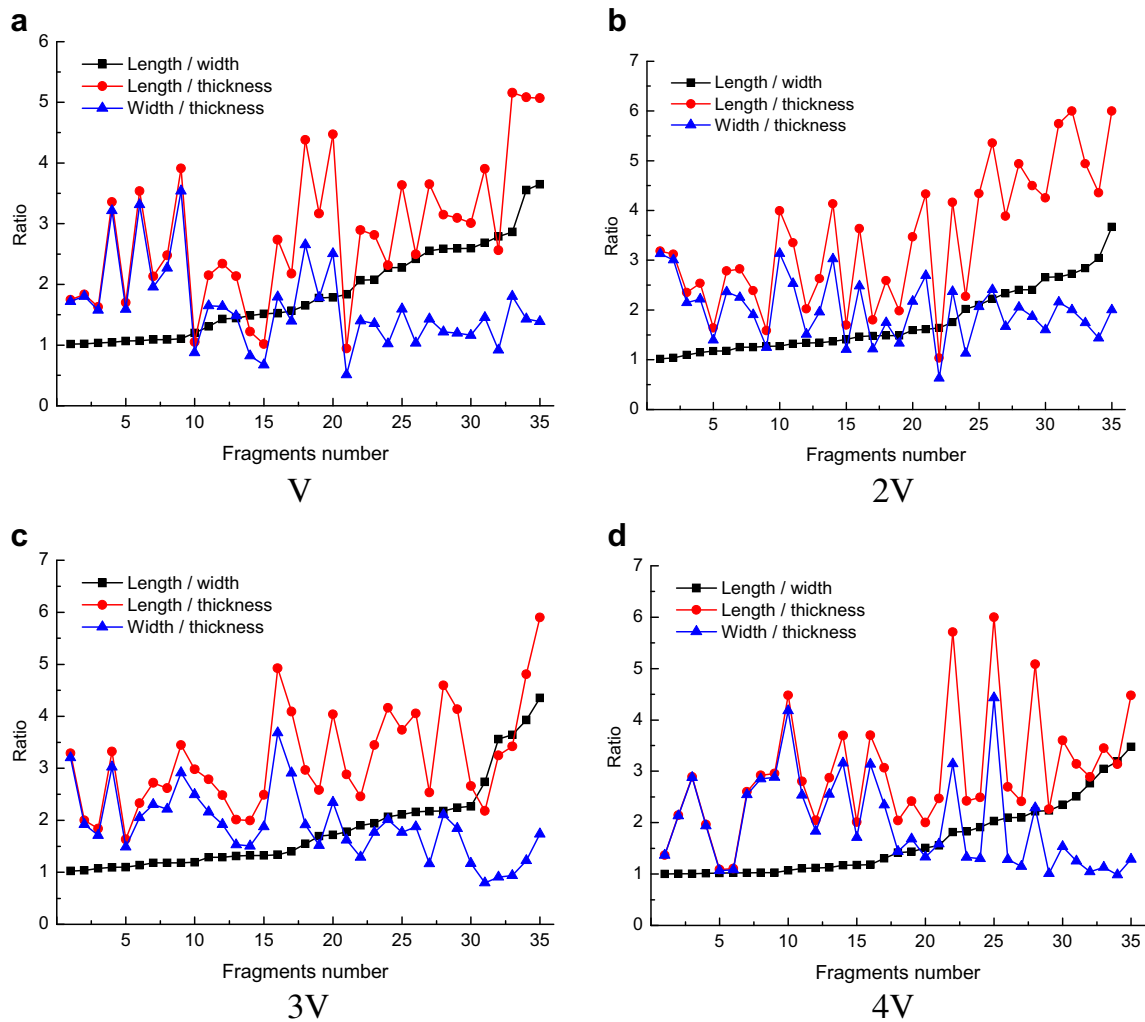 a
6
5
4
3
2
1
0
Ratio
Length / width
Length / thickness
Width / thickness
5 10 15 20 25 30 35
Fragments number
V
b
7
6
5
4
3
2
1
0
Ratio
Length / width
Length / thickness
Width / thickness
5 10 15 20 25 30 35
Fragments number
2V
c
7
6
5
4
3
2
1
0
Ratio
Length / width
Length / thickness
Width / thickness
5 10 15 20 25 30 35
Fragments number
3V
d
7
6
5
4
3
2
1
0
Ratio
Length / width
Length / thickness
Width / thickness
5 10 15 20 25 30 35
Fragments number
4V